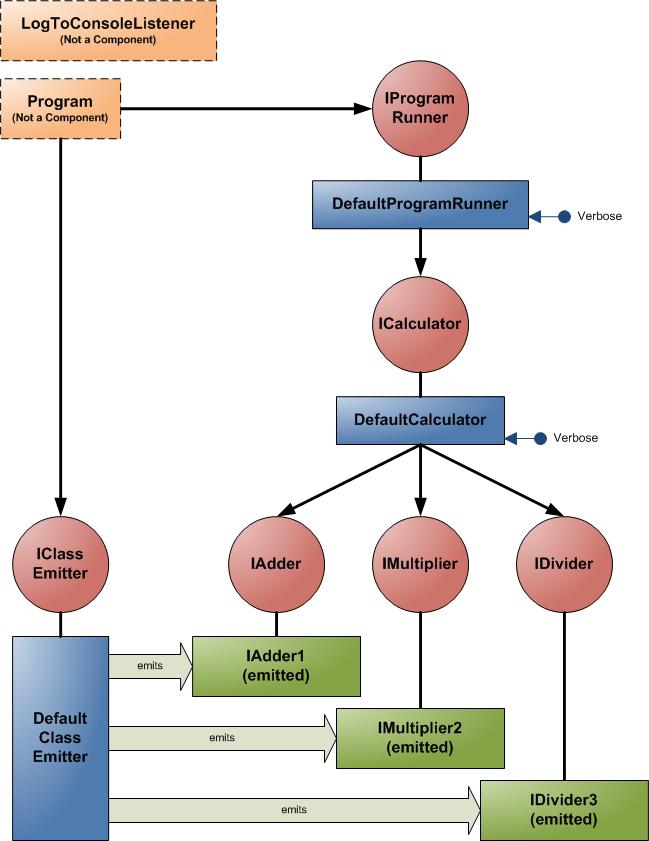 LogToConsoleListener
(Not a Component)
Program
(Not a Component)
IProgram
Runner
DefaultProgramRunner
Verbose
ICalculator
DefaultCalculator
Verbose
IClass
Emitter
IAdder
IMultiplier
IDivider
Default
Class
Emitter
emits
IAdder1
(emitted)
emits
IMultiplier2
(emitted)
emits
IDivider3
(emitted)